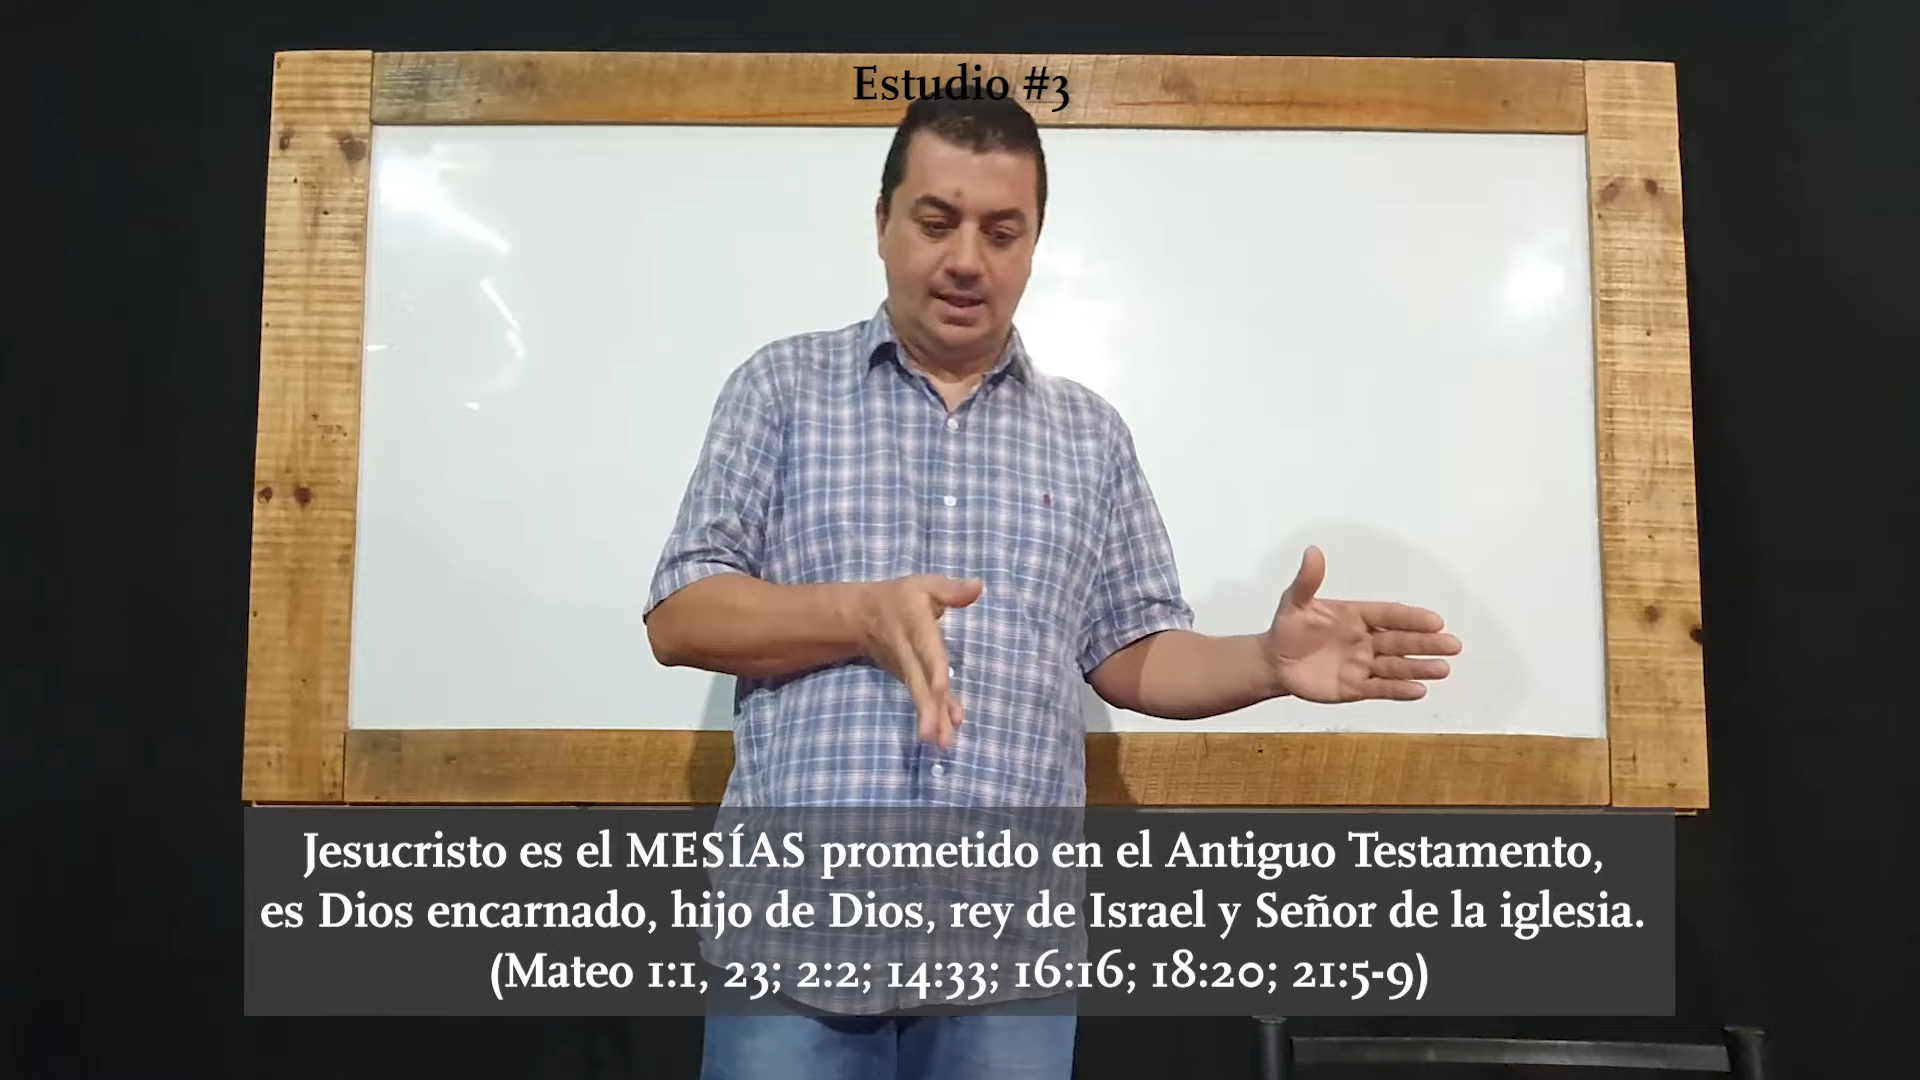 Estudio #3
Jesucristo es el MESÍAS prometido en el Antiguo Testamento,
es Dios encarnado, hijo de Dios, rey de Israel y Señor de la iglesia.
(Mateo 1:1, 23; 2:2; 14:33; 16:16; 18:20; 21:5-9)